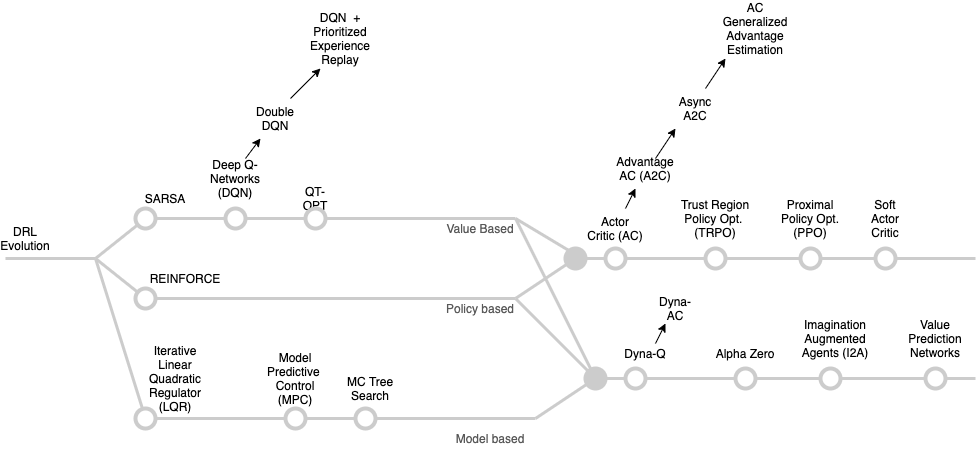 DQN +
Prioritized
Experience
Replay
AC
Generalized
Advantage
Estimation
Double
DQN
Async
A2C
Deep Q-
Networks
(DQN)
Advantage
AC (A2C)
SARSA
QT-
OPT
Value Based
Actor
Critic (AC)
Trust Region
Policy Opt.
(TRPO)
Proximal
Policy Opt.
(PPO)
Soft
Actor
Critic
DRL
Evolution
REINFORCE
Policy based
Dyna-
AC
Dyna-Q
Alpha Zero
Imagination
Augmented
Agents (I2A)
Value
Prediction
Networks
Iterative
Linear
Quadratic
Regulator
(LQR)
Model
Predictive
Control
(MPC)
MC Tree
Search
Model based